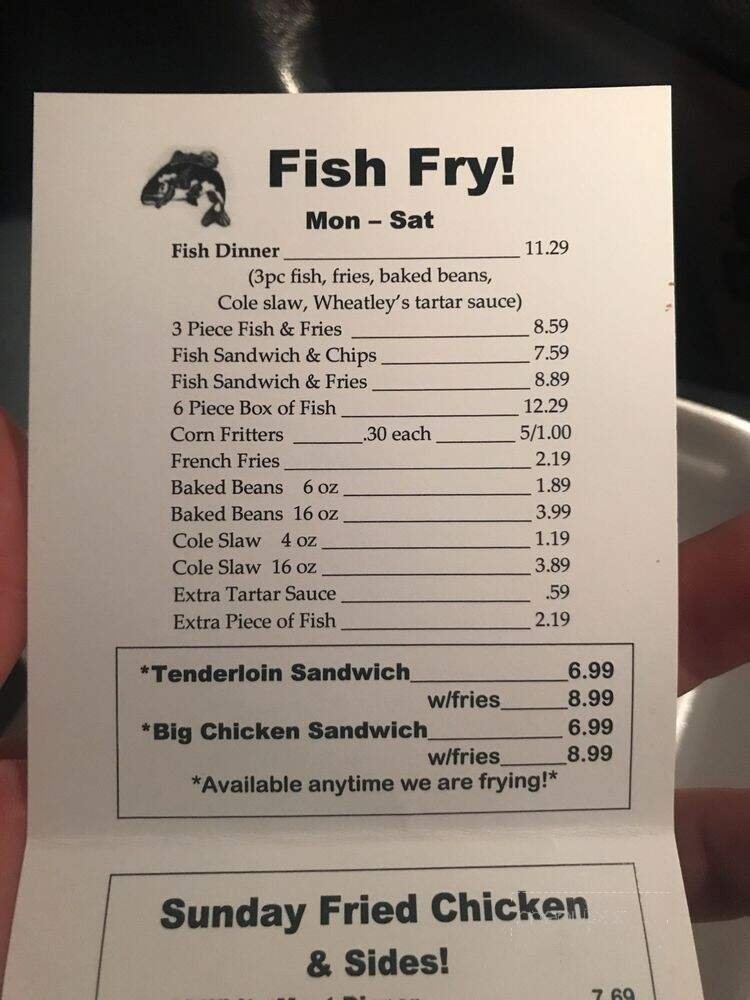 Fish Fry!
Mon – Sat
Fish Dinner 11.29
(3pc fish, fries, baked beans,
Cole slaw, Wheatley's tartar sauce)
3 Piece Fish & Fries 8.59
Fish Sandwich & Chips 7.59
Fish Sandwich & Fries 8.89
6 Piece Box of Fish 12.29
Corn Fritters .30 each 5/1.00
French Fries 2.19
Baked Beans 6 oz 1.89
Baked Beans 16 oz 3.99
Cole Slaw 4 oz 1.19
Cole Slaw 16 oz 3.89
Extra Tartar Sauce .59
Extra Piece of Fish 2.19
*Tenderloin Sandwich 6.99
w/fries 8.99
*Big Chicken Sandwich 6.99
w/fries 8.99
*Available anytime we are frying!*
Sunday Fried Chicken
& Sides!
7.69